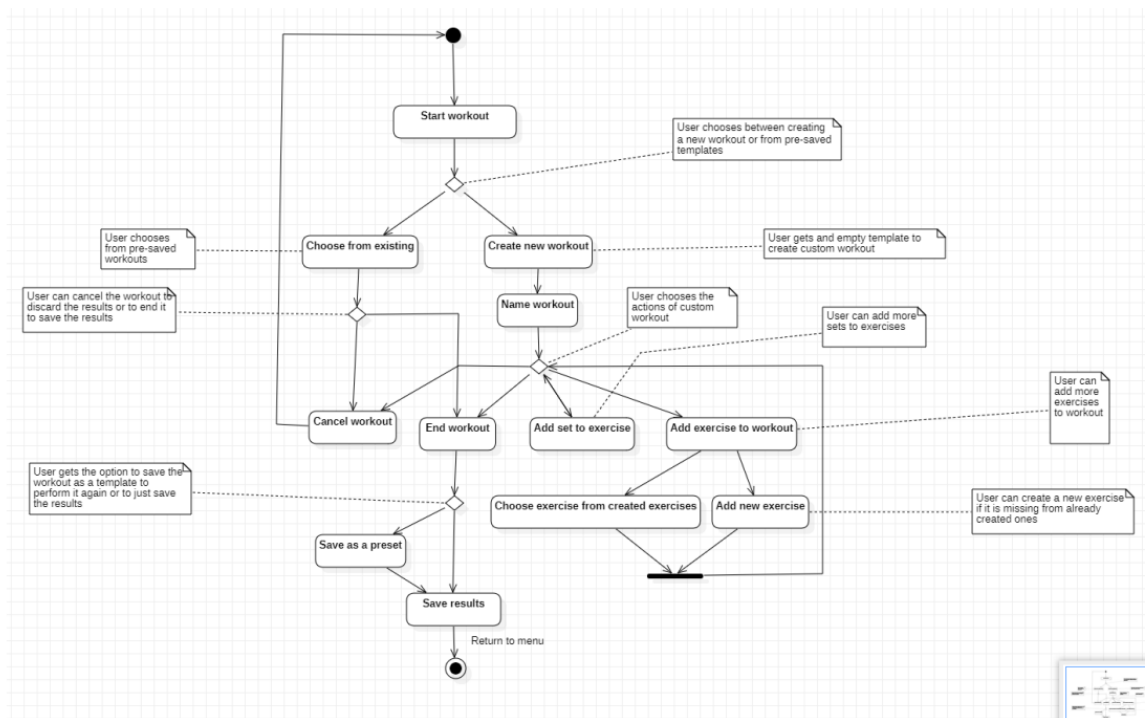 Start workout
User chooses between creating
a new workout or from pre-saved
templates
User chooses
from pre-saved
workouts
Choose from existing
Create new workout
User gets and empty template to
create custom workout
User can cancel the workout to
discard the results or to end it
to save the results
Name workout
User chooses the
actions of custom
workout
User can add more
sets to exercises
User can
add more
exercises
to workout
Cancel workout
End workout
Add set to exercise
Add exercise to workout
User gets the option to save the
workout as a template to
perform it again or to just save
the results
Choose exercise from created exercises
Add new exercise
User can create a new exercise
if it is missing from already
created ones
Save as a preset
Save results
Return to menu